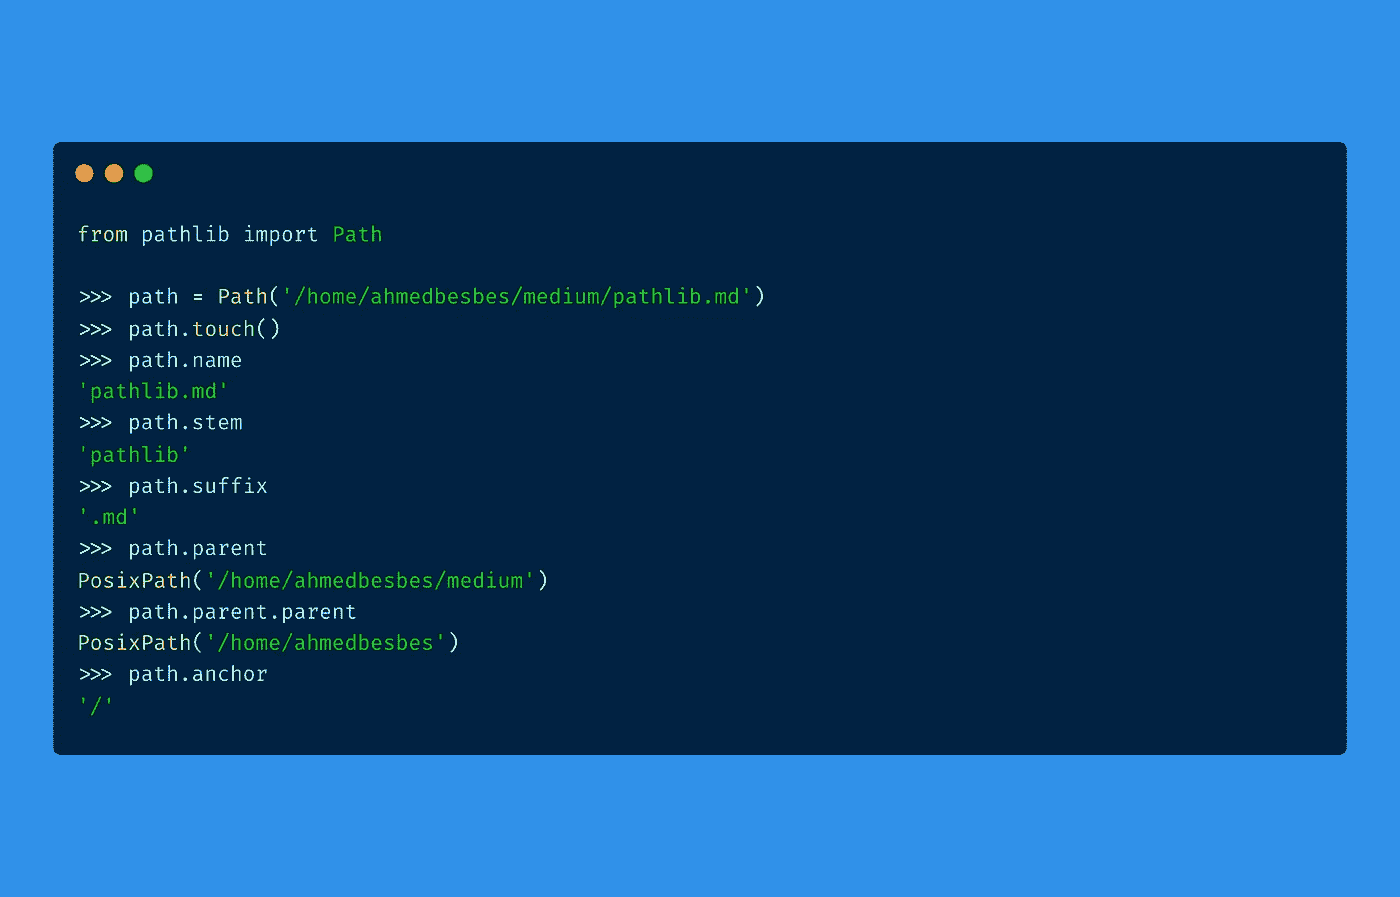 from pathlib import Path
>>> path = Path('/home/ahmedbesbes/medium/pathlib.md')
>>> path.touch()
>>> path.name
'pathlib.md'
>>> path.stem
'pathlib'
>>> path.suffix
'.md'
>>> path.parent
PosixPath('/home/ahmedbesbes/medium')
>>> path.parent.parent
PosixPath('/home/ahmedbesbes')
>>> path.anchor
'/'